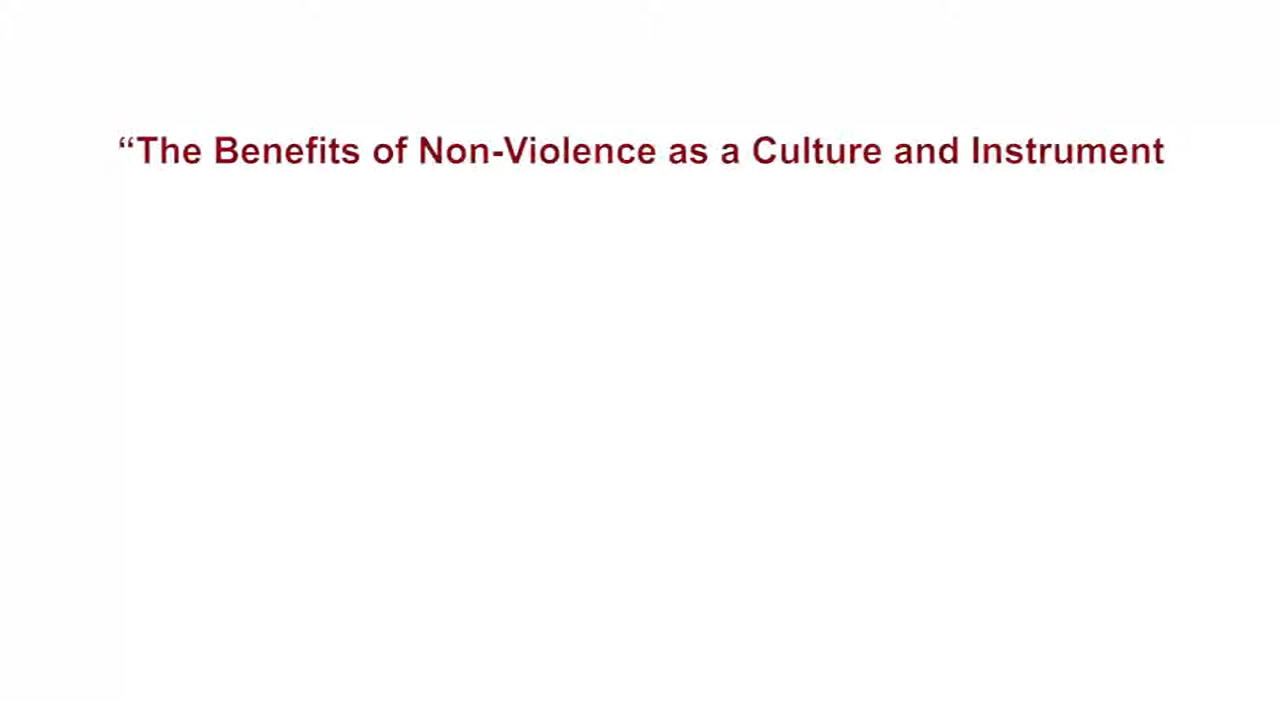 “The Benefits of Non-Violence as a Culture and Instrument